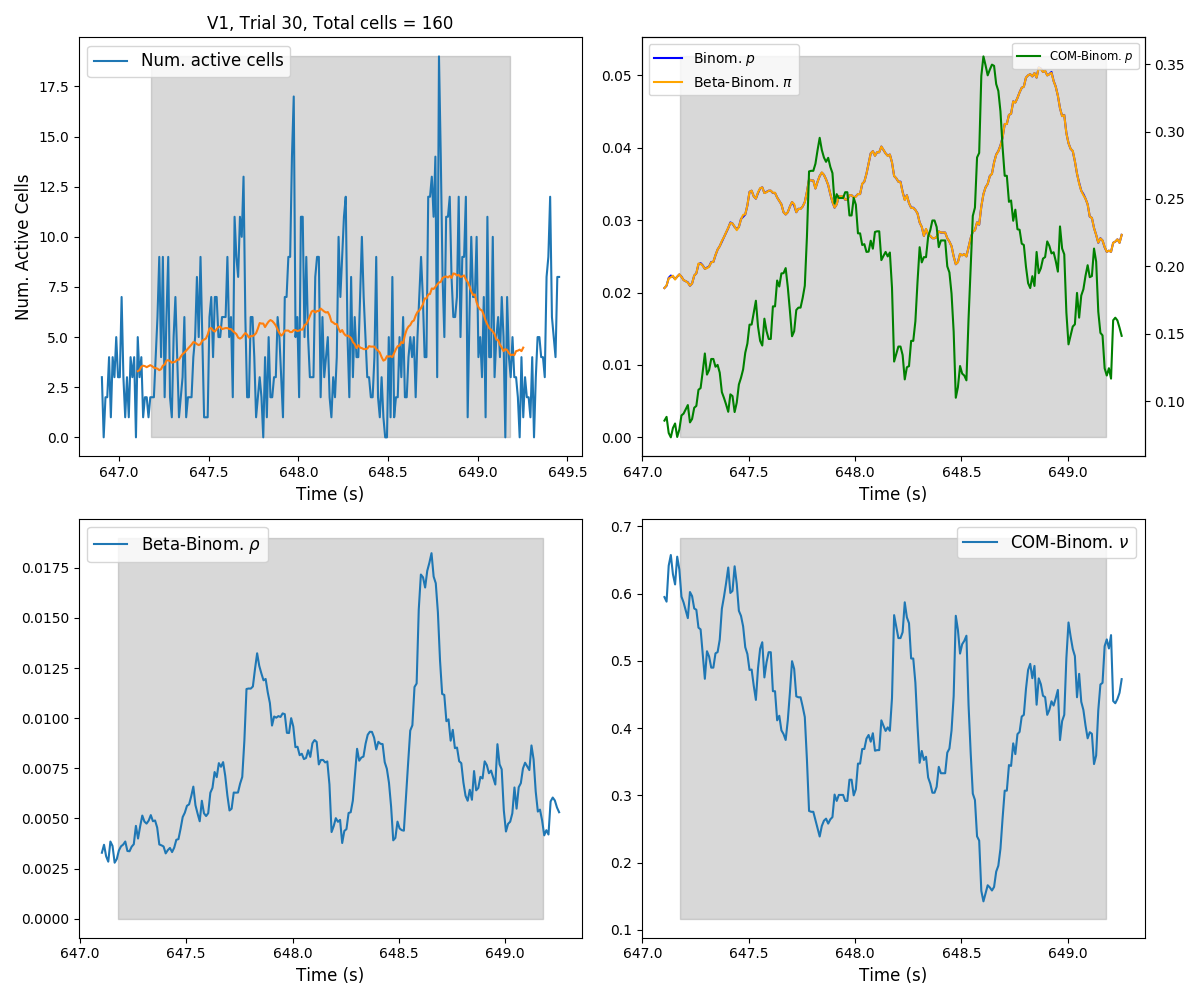 V1, Trial 30, Total cells = 160
Num. active cells
Num. Active Cells
17.5
15.0
12.5
10.0
7.5
5.0
2.5
0.0
647.0 647.5 648.0 648.5 649.0 649.5
Time (s)
Binom. p
Beta-Binom. π
COM-Binom. p
0.05
0.04
0.03
0.02
0.01
0.00
0.35
0.30
0.25
0.20
0.15
0.10
647.0 647.5 648.0 648.5 649.0
Time (s)
Beta-Binom. ρ
0.0175
0.0150
0.0125
0.0100
0.0075
0.0050
0.0025
0.0000
647.0 647.5 648.0 648.5 649.0
Time (s)
COM-Binom. ν
0.7
0.6
0.5
0.4
0.3
0.2
0.1
647.0 647.5 648.0 648.5 649.0
Time (s)